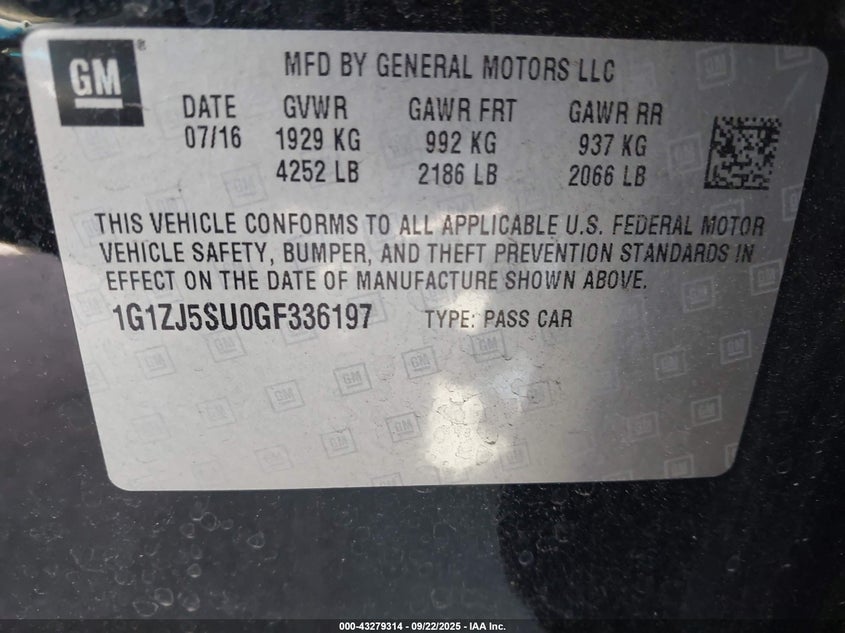 GM ®
MFD BY GENERAL MOTORS LLC
DATE GVWR GAWR FRT GAWR RR
07/16 1929 KG 992 KG 937 KG
4252 LB 2186 LB 2066 LB
THIS VEHICLE CONFORMS TO ALL APPLICABLE U.S. FEDERAL MOTOR
VEHICLE SAFETY, BUMPER, AND THEFT PREVENTION STANDARDS IN
EFFECT ON THE DATE OF MANUFACTURE SHOWN ABOVE.
1G1ZJ5SU0GF336197 TYPE: PASS CAR
000-43279314 - 09/22/2025 - IAA Inc.